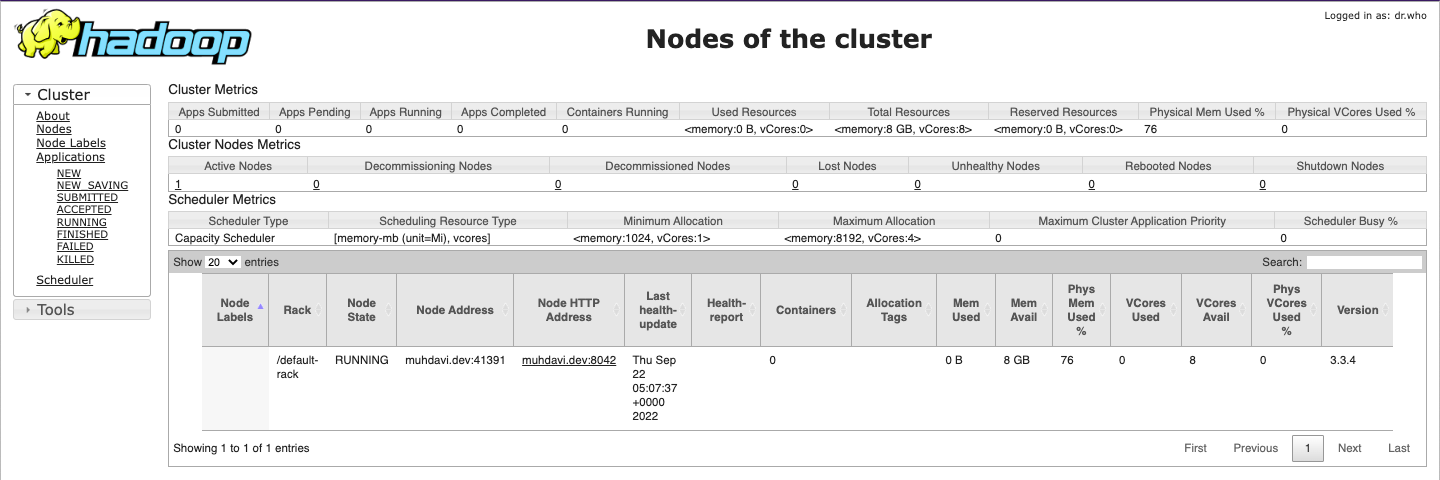 Logged in as: dr.who
hadoop
Nodes of the cluster
Cluster
About
Nodes
Node Labels
Applications
NEW
NEW_SAVING
SUBMITTED
ACCEPTED
RUNNING
FINISHED
FAILED
KILLED
Scheduler
Tools
Cluster Metrics
Apps Submitted Apps Pending Apps Running Apps Completed Containers Running Used Resources Total Resources Reserved Resources Physical Mem Used % Physical VCores Used %
0 0 0 0 0 <memory:0 B, vCores:0> <memory:8 GB, vCores:8> <memory:0 B, vCores:0> 76 0
Cluster Nodes Metrics
Active Nodes Decommissioning Nodes Decommissioned Nodes Lost Nodes Unhealthy Nodes Rebooted Nodes Shutdown Nodes
1 0 0 0 0 0 0
Scheduler Metrics
Scheduler Type Scheduling Resource Type Minimum Allocation Maximum Allocation Maximum Cluster Application Priority Scheduler Busy %
Capacity Scheduler [memory-mb (unit=Mi), vcores] <memory:1024, vCores:1> <memory:8192, vCores:4> 0 0
Show 20 entries Search:
Node Labels Rack Node State Node Address Node HTTP Address Last health-update Health-report Containers Allocation Tags Mem Used Mem Avail Phys Mem Used % VCores Used VCores Avail Phys VCores Used % Version
/default-rack RUNNING muhdavi.dev:41391 muhdavi.dev:8042 Thu Sep 22 05:07:37 +0000 2022 0 0 B 8 GB 76 0 8 0 3.3.4
Showing 1 to 1 of 1 entries First Previous 1 Next Last